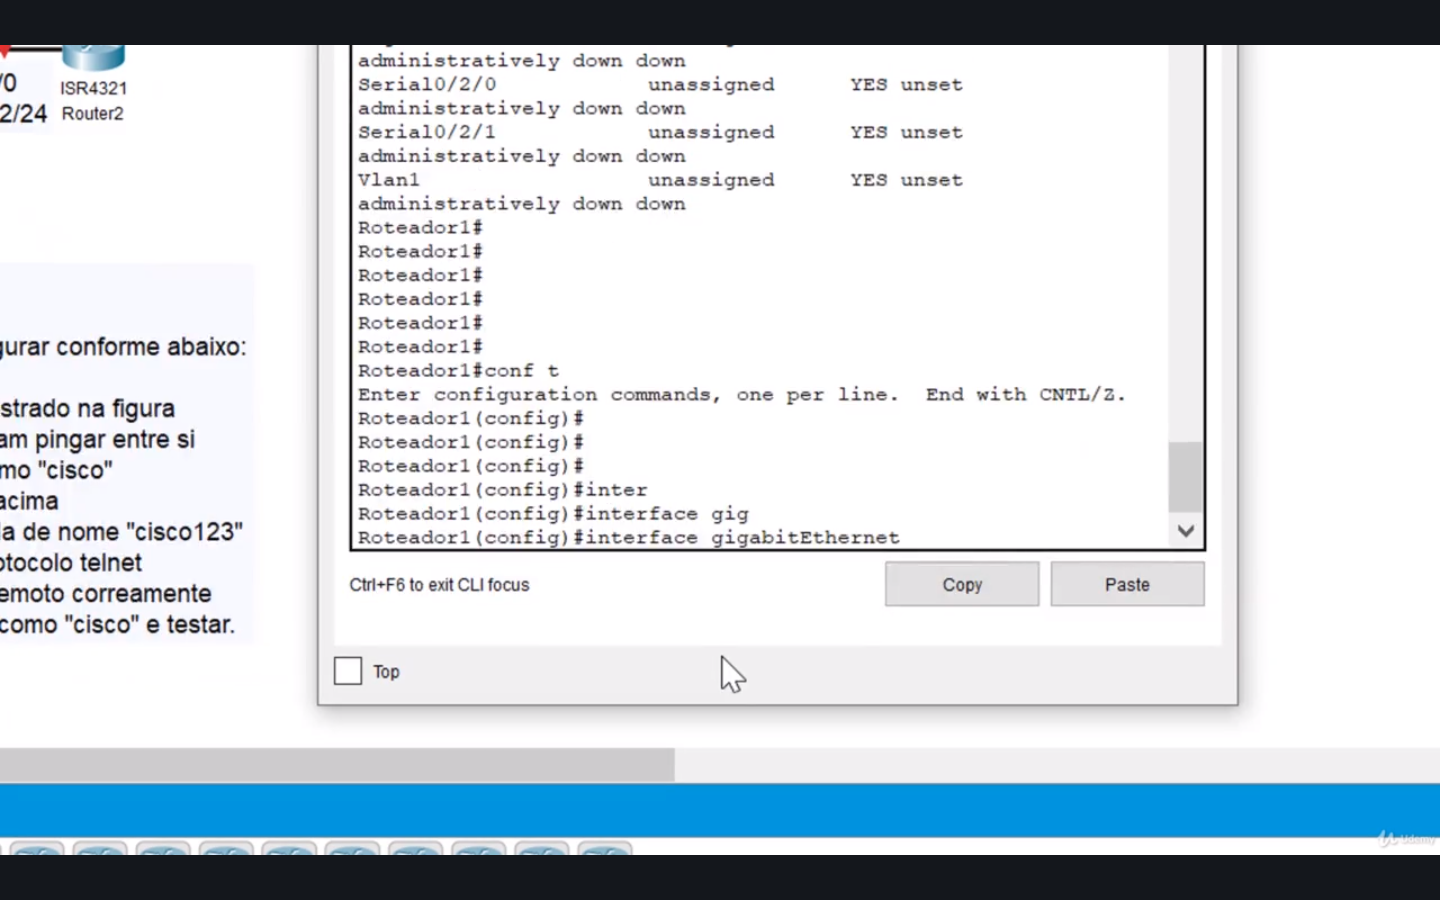 /0
2/24
ISR4321
Router2
administratively down down
Serial0/2/0 unassigned YES unset
administratively down down
Serial0/2/1 unassigned YES unset
administratively down down
Vlan1 unassigned YES unset
administratively down down
Roteador1#
Roteador1#
Roteador1#
Roteador1#
Roteador1#
Roteador1#
Roteador1#conf t
Enter configuration commands, one per line. End with CNTL/Z.
Roteador1(config)#
Roteador1(config)#
Roteador1(config)#
Roteador1(config)#inter
Roteador1(config)#interface gig
Roteador1(config)#interface gigabitEthernet
gurar conforme abaixo:
strado na figura
am pingar entre si
mo "cisco"
acima
la de nome "cisco123"
otocolo telnet
emoto correamente
como "cisco" e testar.
Ctrl+F6 to exit CLI focus
Copy
Paste
Top
Udemy